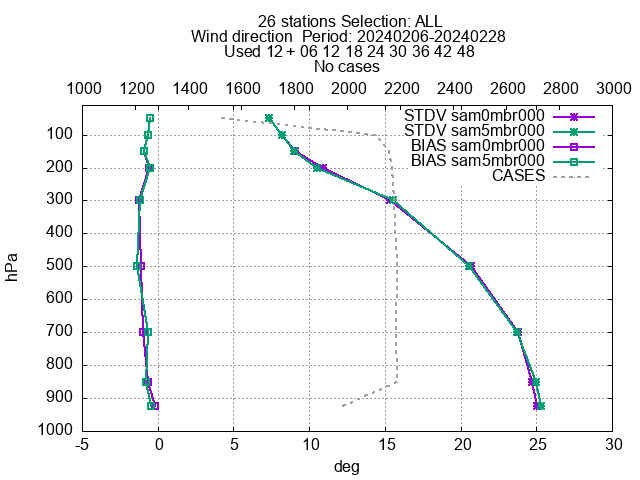 26 stations Selection: ALL
Wind direction  Period: 20240206-20240228
Used 12 + 06 12 18 24 30 36 42 48
No cases
1000 1200 1400 1600 1800 2000 2200 2400 2600 2800 3000
STDV sam0mbr000
STDV sam5mbr000
BIAS sam0mbr000
BIAS sam5mbr000
CASES
100
200
300
400
500
600
700
800
900
1000
hPa
-5 0 5 10 15 20 25 30
deg